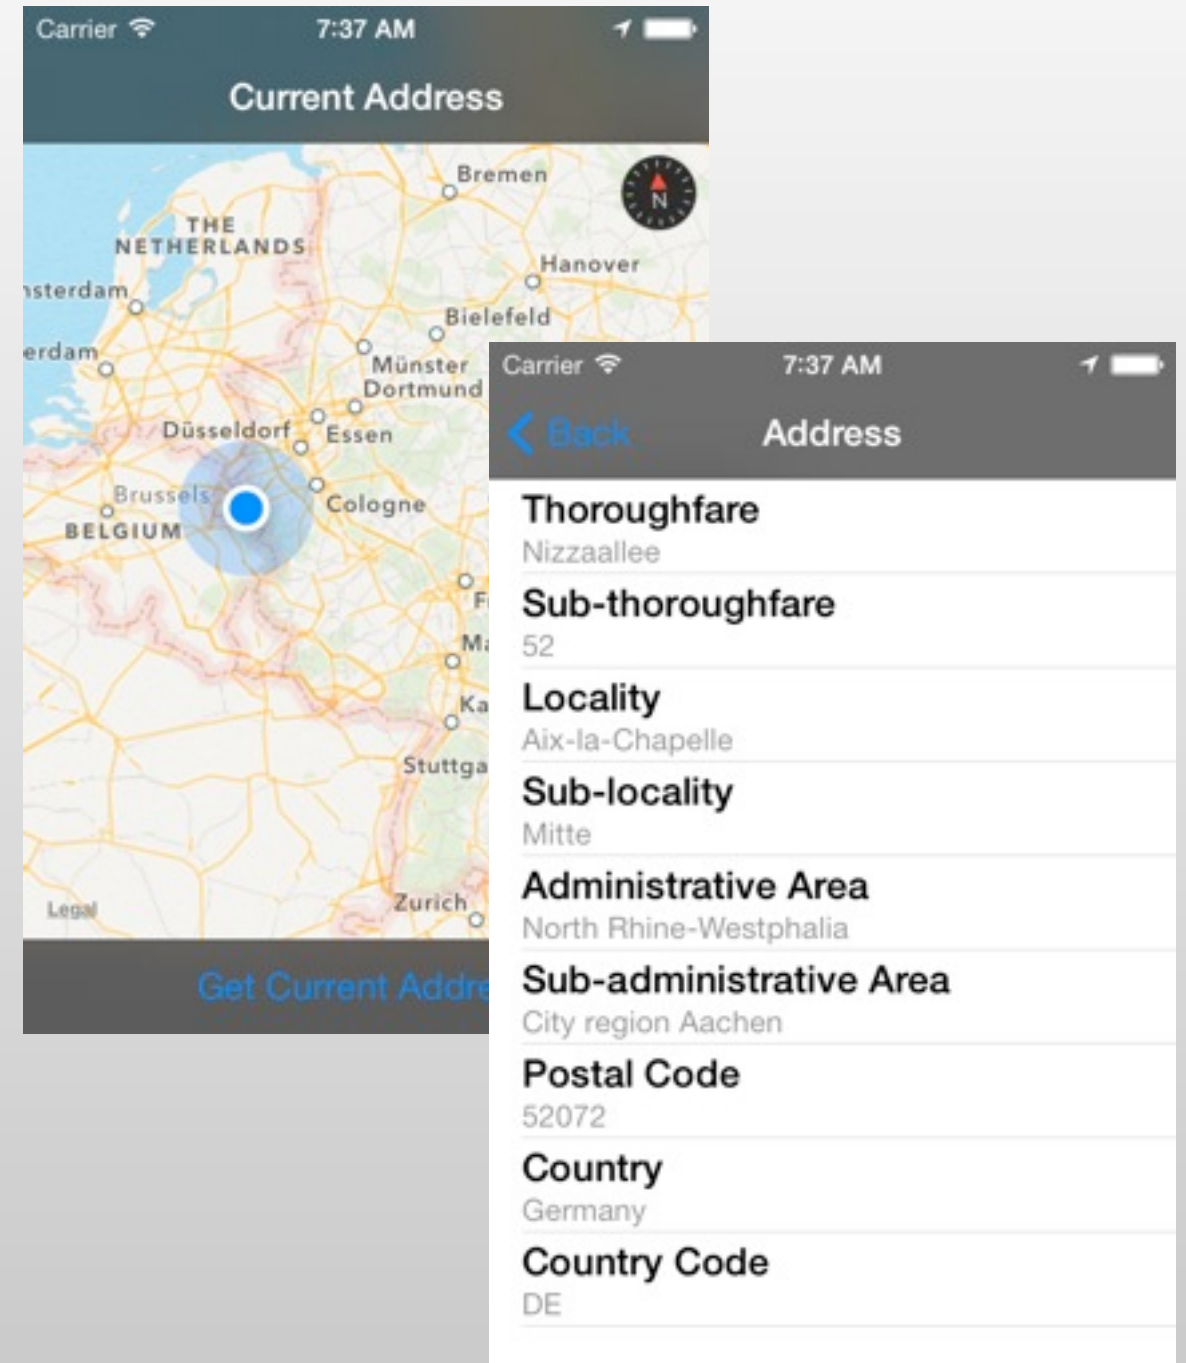 Carrier 7:37 AM
Current Address
Bremen
N
THE
NETHERLANDS
Hanover
Bielefeld
Münster
Dortmund
Düsseldorf
Essen
Brussels
Cologne
BELGIUM
Zurich
Legal
Get Current
Carrier 7:37 AM
Back Address
Thoroughfare
Nizzaallee
Sub-thoroughfare
52
Locality
Aix-la-Chapelle
Sub-locality
Mitte
Administrative Area
North Rhine-Westphalia
Sub-administrative Area
City region Aachen
Postal Code
52072
Country
Germany
Country Code
DE